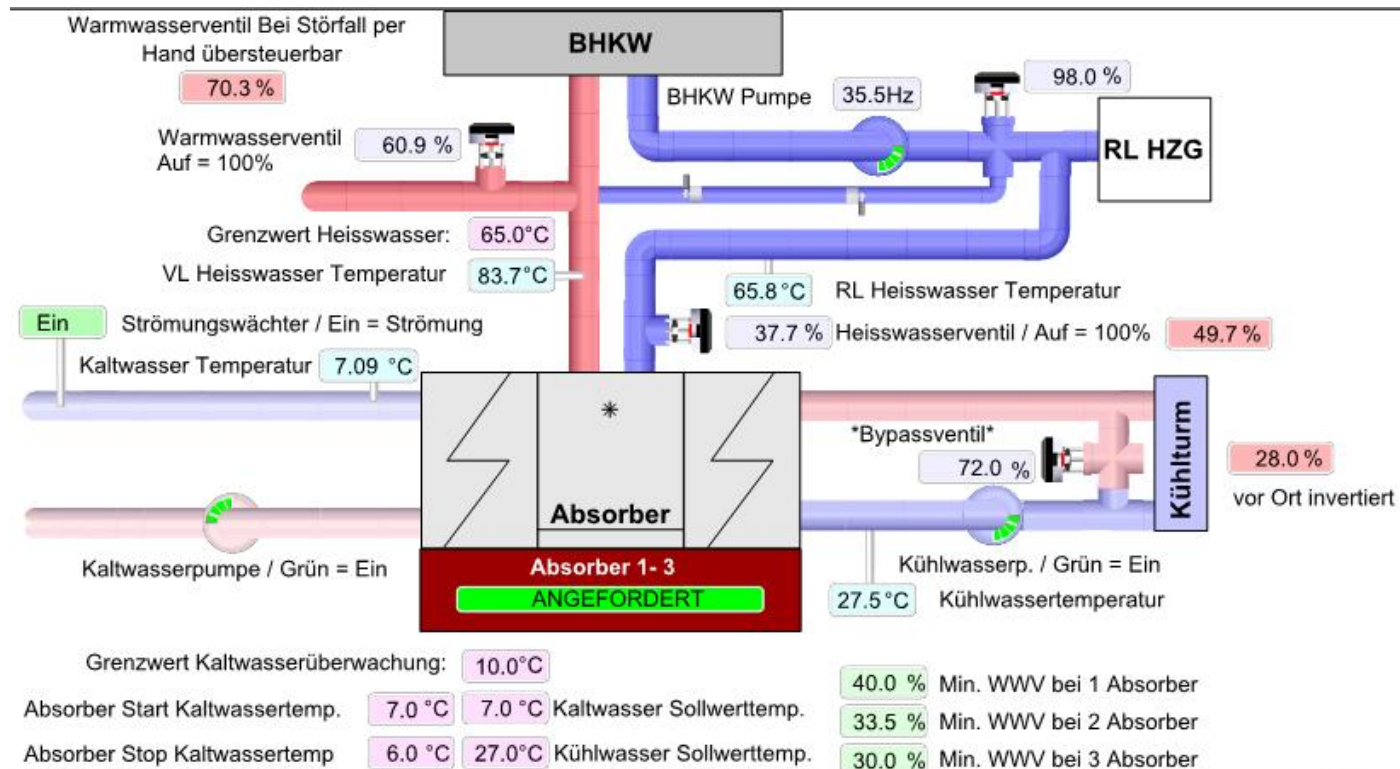 Warmwasserventil Bei Störfall per
Hand übersteuerbar
70.3 %
BHKW
BHKW Pumpe 35.5Hz
98.0 %
Warmwasserventil
Auf = 100%
60.9 %
RL HZG
Grenzwert Heisswasser: 65.0°C
VL Heisswasser Temperatur 83.7°C
65.8 °C RL Heisswasser Temperatur
Ein Strömungswächter / Ein = Strömung
37.7 % Heisswasserventil / Auf = 100% 49.7 %
Kaltwasser Temperatur 7.09 °C
*
*Bypassventil*
72.0 %
Kühlturm
28.0 %
vor Ort invertiert
Absorber
Kaltwasserpumpe / Grün = Ein
Absorber 1- 3
ANGEFORDERT
Kühlwasserp. / Grün = Ein
27.5°C Kühlwassertemperatur
Grenzwert Kaltwasserüberwachung: 10.0°C
Absorber Start Kaltwassertemp. 7.0 °C 7.0 °C Kaltwasser Sollwerttemp.
Absorber Stop Kaltwassertemp 6.0 °C 27.0°C Kühlwasser Sollwerttemp.
40.0 % Min. WWV bei 1 Absorber
33.5 % Min. WWV bei 2 Absorber
30.0 % Min. WWV bei 3 Absorber